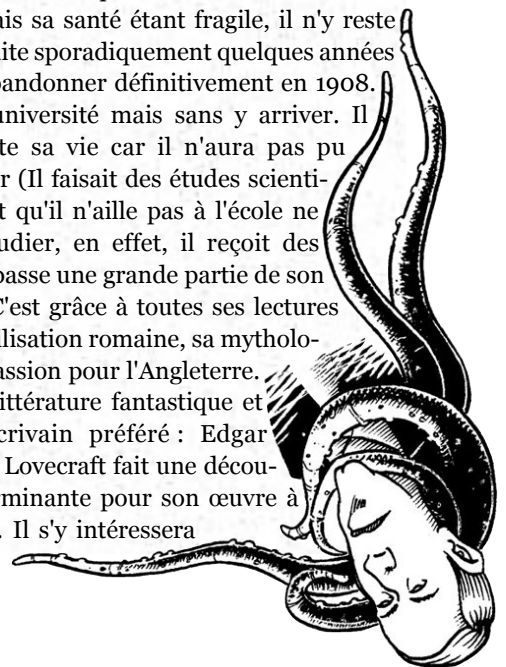 ais sa santé étant fragile, il n'y reste
ite sporadiquement quelques années
bandonner définitivement en 1908.
université mais sans y arriver. Il
te sa vie car il n'aura pas pu
r (Il faisait des études scienti-
t qu'il n'aille pas à l'école ne
udier, en effet, il reçoit des
passe une grande partie de son
C'est grâce à toutes ses lectures
ilisation romaine, sa mytholo-
assion pour l'Angleterre.
ittérature fantastique et
crivain préféré : Edgar
Lovecraft fait une décou-
rminante pour son œuvre à
. Il s'y intéressera